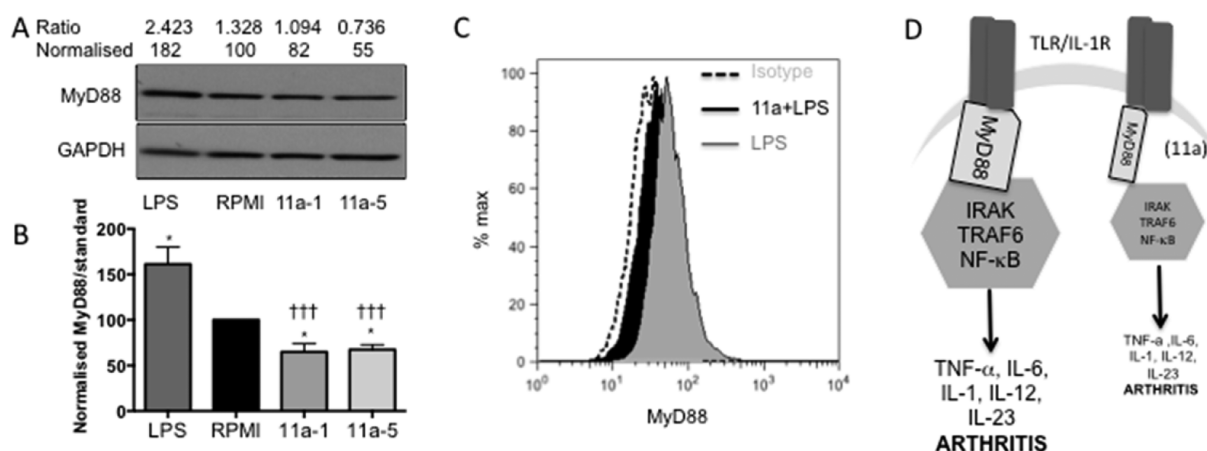 A
Ratio 2.423 1.328 1.094 0.736
Normalised 182 100 82 55
MyD88
GAPDH
LPS RPMI 11a-1 11a-5
B
Normalised MyD88/standard
200
150
100
50
0
*
†††
*
†††
*
LPS RPMI 11a-1 11a-5
C
% max
100
80
60
40
20
0
10^0 10^1 10^2 10^3 10^4
MyD88
Isotype
11a+LPS
LPS
D
TLR/IL-1R
MyD88
IRAK
TRAF6
NF-κB
TNF-α, IL-6,
IL-1, IL-12,
IL-23
ARTHRITIS
(11a)
MyD88
IRAK
TRAF6
NF-κB
TNF-a ,IL-6,
IL-1, IL-12,
IL-23
ARTHRITIS